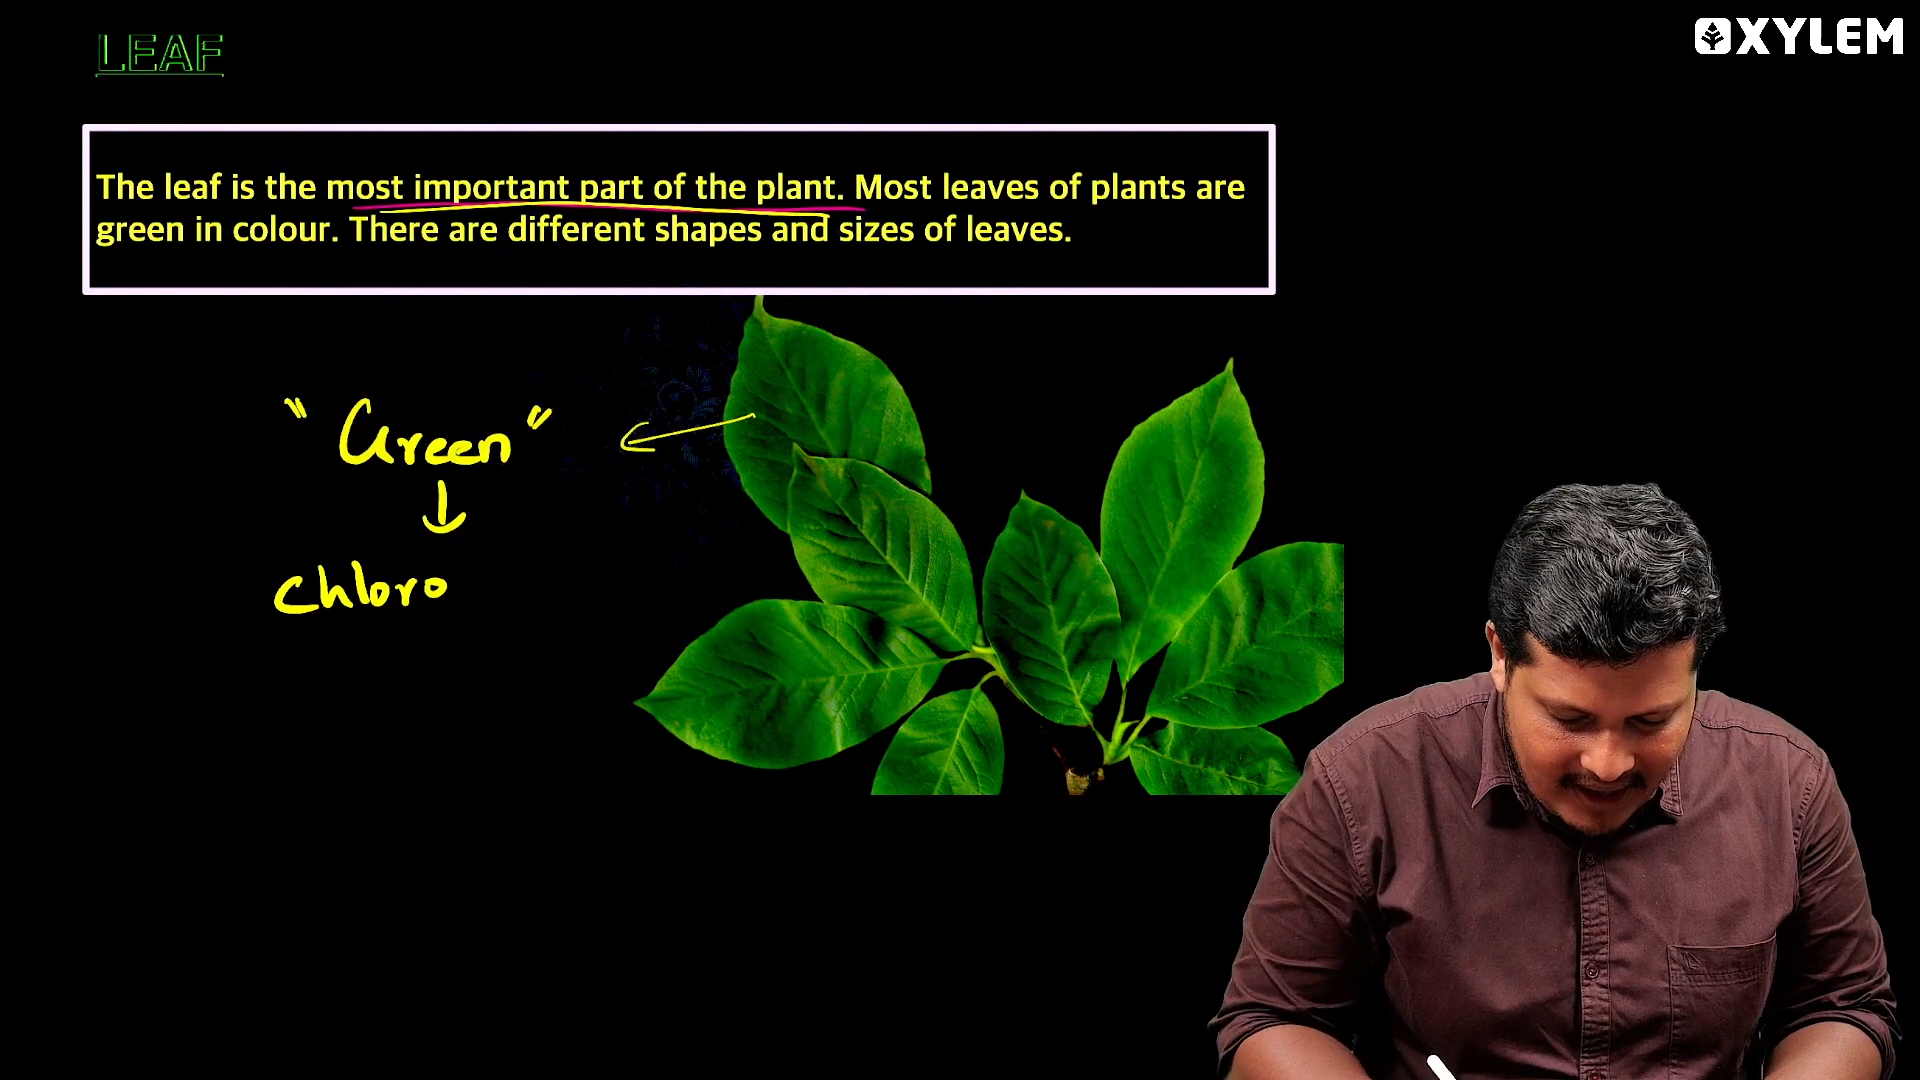 LEAF
XYLEM
The leaf is the most important part of the plant. Most leaves of plants are
green in colour. There are different shapes and sizes of leaves.
"Green"
chloro